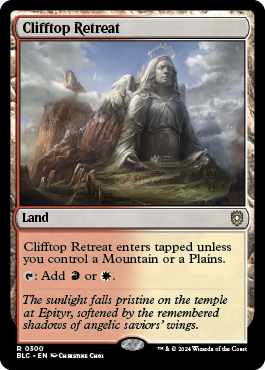 Clifftop Retreat
Land
Clifftop Retreat enters tapped unless
you control a Mountain or a Plains.
: Add or .
The sunlight falls pristine on the temple
at Epityr, softened by the remembered
shadows of angelic saviors' wings.
R 0300
BLC • EN Christine Choi
™ & © 2024 Wizards of the Coast